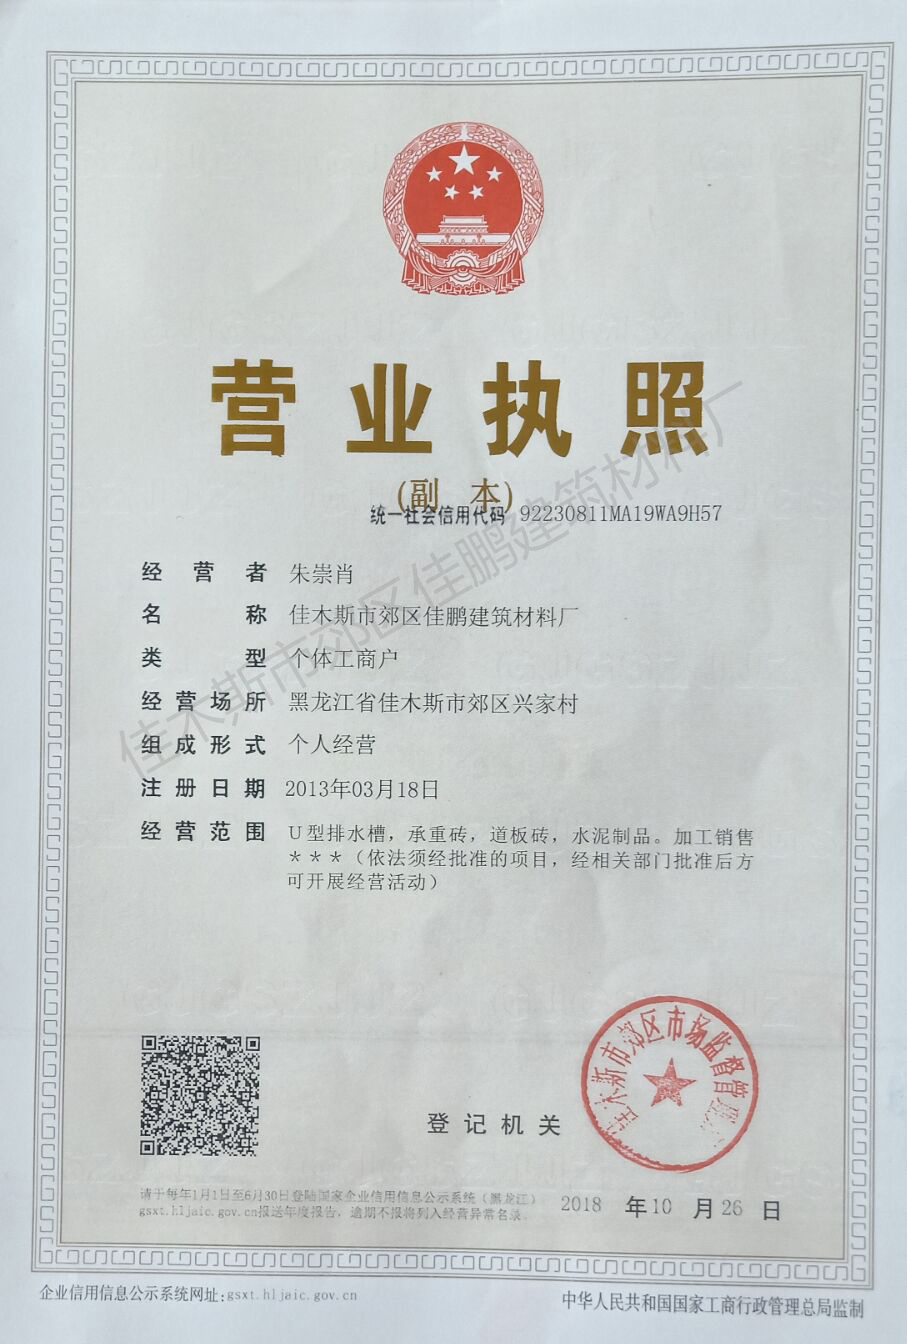 营业执照
(副 本)
统一社会信用代码 92230811MA19WA9H57
经营者 朱崇肖
名称 佳木斯市郊区佳鹏建筑材料厂
类型 个体工商户
经营场所 黑龙江省佳木斯市郊区兴家村
组成形式 个人经营
注册日期 2013年03月18日
经营范围 U型排水槽，承重砖，道板砖，水泥制品。加工销售
＊＊＊（依法须经批准的项目，经相关部门批准后方
可开展经营活动）
佳木斯市郊区佳鹏建筑材料厂
佳木斯市郊区市场监督管
登记机关
请于每年1月1日至6月30日登陆国家企业信用信息公示系统（黑龙江）
gsxt.hljaic.gov.cn报送年度报告，逾期不报将列入经营异常名录。
2018 年10 月26 日
企业信用信息公示系统网址:gsxt.hljaic.gov.cn
中华人民共和国国家工商行政管理总局监制